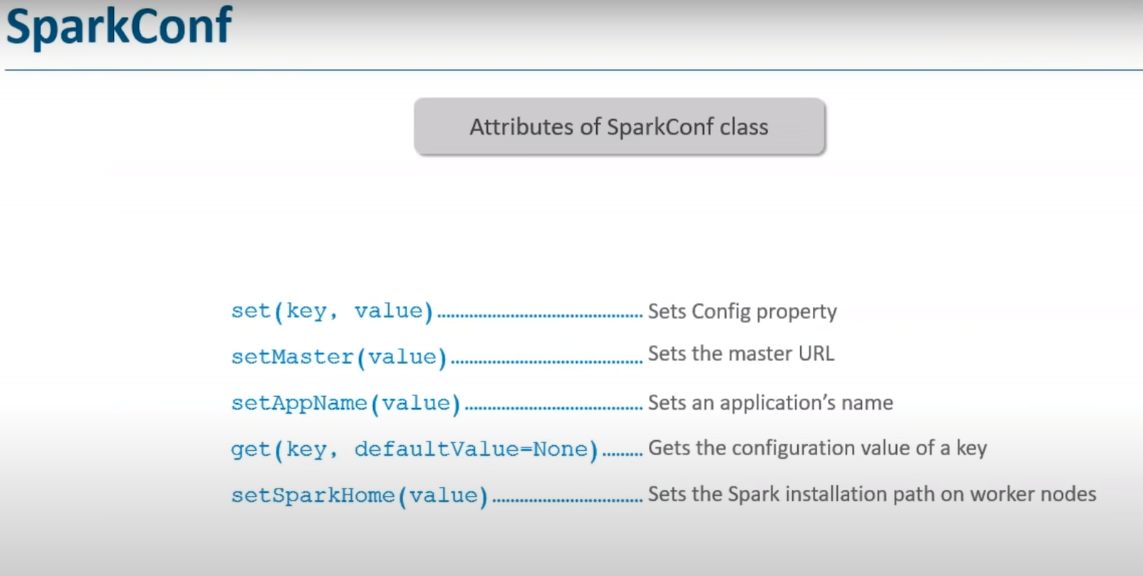 SparkConf
Attributes of SparkConf class
set(key, value)........................................ Sets Config property
setMaster(value)..................................... Sets the master URL
setAppName(value).................................. Sets an application's name
get(key, defaultValue=None)........ Gets the configuration value of a key
setSparkHome(value)............................. Sets the Spark installation path on worker nodes